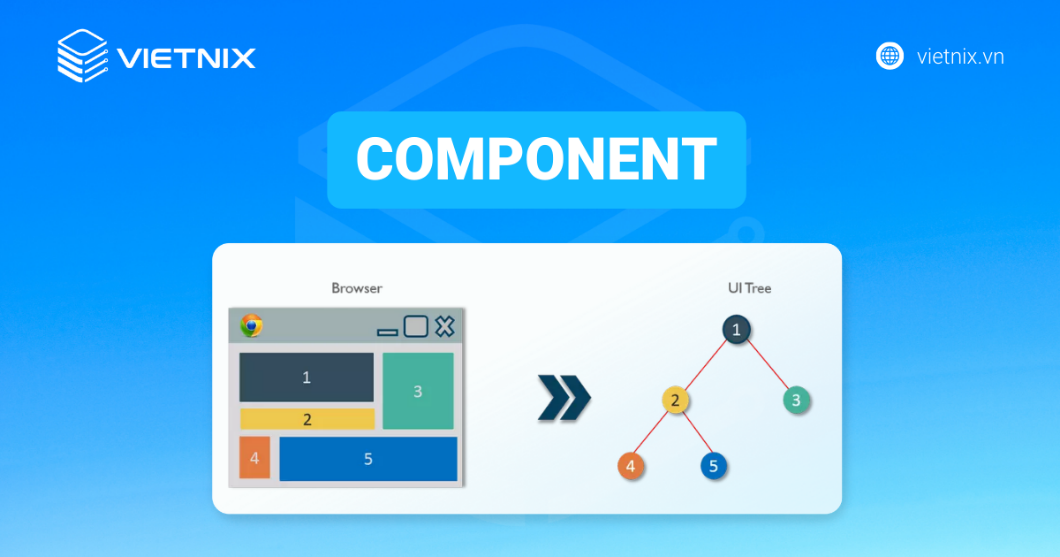 VIETNIX
vietnix.vn
COMPONENT
Browser
UI Tree
1
2
3
4
5
1
2
3
4
5